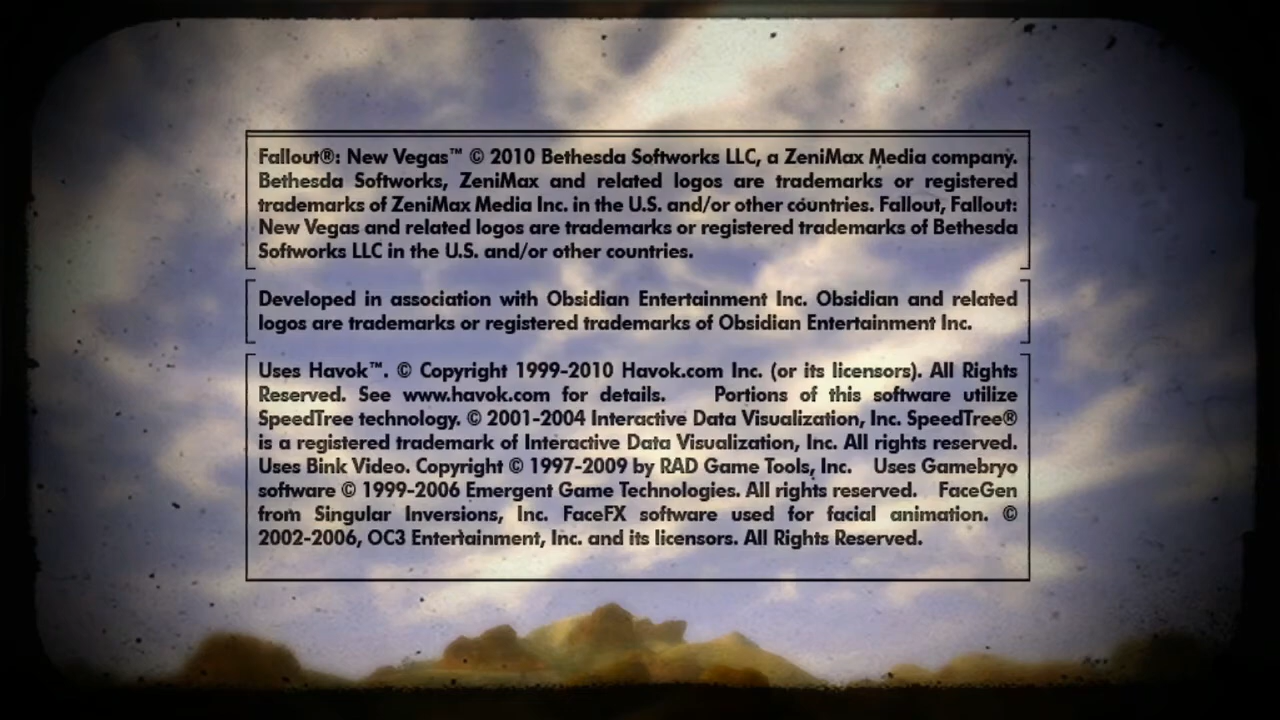 Fallout®: New Vegas™ © 2010 Bethesda Softworks LLC, a ZeniMax Media company.
Bethesda Softworks, ZeniMax and related logos are trademarks or registered
trademarks of ZeniMax Media Inc. in the U.S. and/or other countries. Fallout, Fallout:
New Vegas and related logos are trademarks or registered trademarks of Bethesda
Softworks LLC in the U.S. and/or other countries.
Developed in association with Obsidian Entertainment Inc. Obsidian and related
logos are trademarks or registered trademarks of Obsidian Entertainment Inc.
Uses Havok™. © Copyright 1999-2010 Havok.com Inc. (or its licensors). All Rights
Reserved. See www.havok.com for details. Portions of this software utilize
SpeedTree technology. © 2001-2004 Interactive Data Visualization, Inc. SpeedTree®
is a registered trademark of Interactive Data Visualization, Inc. All rights reserved.
Uses Bink Video. Copyright © 1997-2009 by RAD Game Tools, Inc. Uses Gamebryo
software © 1999-2006 Emergent Game Technologies. All rights reserved. FaceGen
from Singular Inversions, Inc. FaceFX software used for facial animation. ©
2002-2006, OC3 Entertainment, Inc. and its licensors. All Rights Reserved.